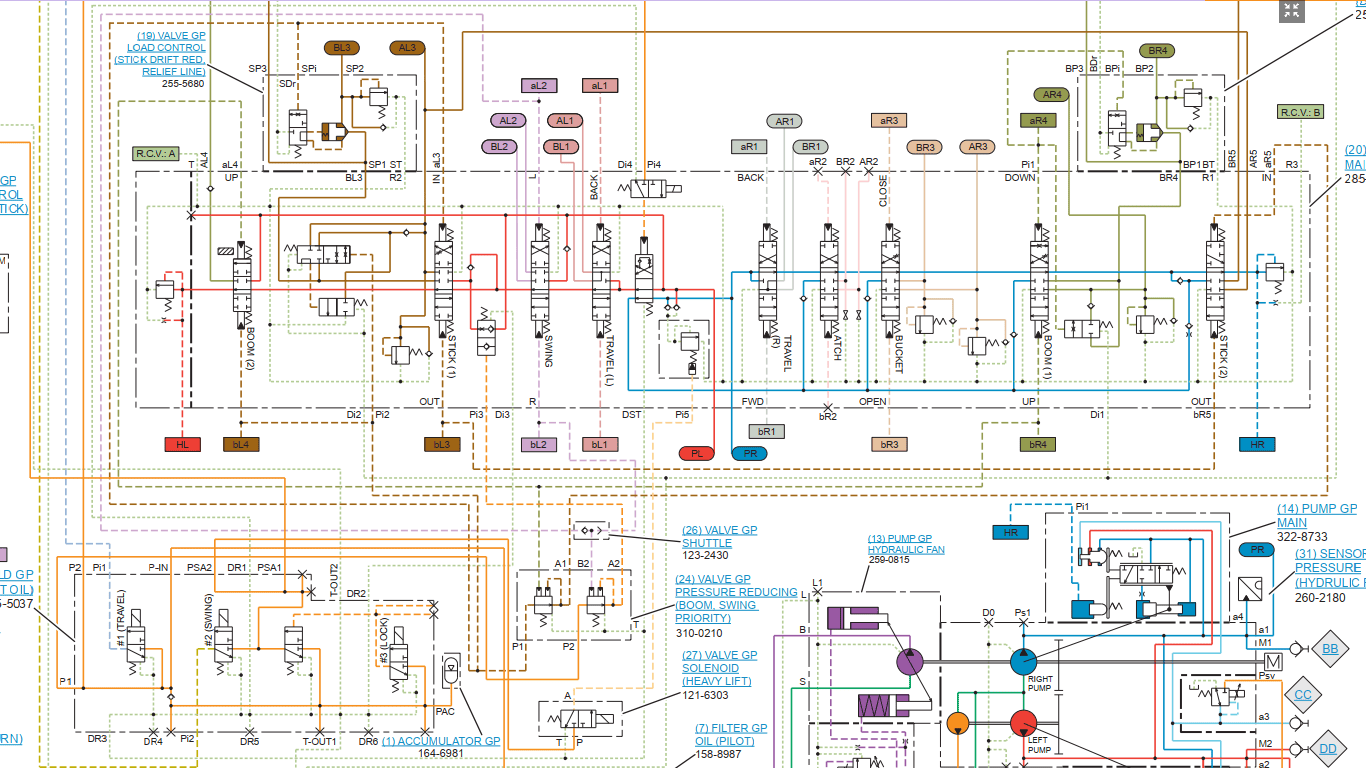 (19) VALVE GP
LOAD CONTROL
(STICK DRIFT RED.
RELIEF LINE)
255-5680
BL3
AL3
SP3
SPi
SP2
SDr
BP3
BDr
BPi
BP2
BR4
AR4
aR4
R.C.V.: B
aL2
aL1
AL2
AL1
BL2
BL1
AR1
aR1
BR1
aR3
BR3
AR3
R.C.V.: A
T
AL4
aL4
UP
SP1
ST
BL3
R2
IN
aL3
L
BACK
Di4
Pi4
BACK
aR2
BR2
AR2
CLOSE
Pi1
DOWN
BP1
BT
BR4
R1
BR5
AR5
aR5
IN
R3
(20)
MAI
285-
GP
ROL
TICK)
BOOM (2)
STICK (1)
SWING
TRAVEL (L)
TRAVEL
(R)
ATCH
BUCKET
BOOM (1)
STICK (2)
Di2
Pi2
OUT
Pi3
Di3
R
DST
Pi5
FWD
bR2
OPEN
UP
Di1
OUT
bR5
HL
bL4
bL3
bL2
bL1
PL
PR
bR1
bR3
bR4
HR
(26) VALVE GP
SHUTTLE
123-2430
(24) VALVE GP
PRESSURE REDUCING
(BOOM, SWING
PRIORITY)
310-0210
(27) VALVE GP
SOLENOID
(HEAVY LIFT)
121-6303
(7) FILTER GP
OIL (PILOT)
158-8987
(13) PUMP GP
HYDRAULIC FAN
259-0815
HR
Pi1
(14) PUMP GP
MAIN
322-8733
PR
(31) SENSOR
PRESSURE
(HYDRULIC F
260-2180
P2
Pi1
P-IN
PSA2
DR1
PSA1
T-OUT2
DR2
LD GP
T OIL)
5-5037
#1 (TRAVEL)
#2 (SWING)
#3 (LOCK)
P1
PAC
DR3
DR4
Pi2
DR5
T-OUT1
DR6
(1) ACCUMULATOR GP
164-6981
A1
B2
A2
T
P1
P2
A
T
P
L1
L
B
S
D0
Ps1
RIGHT
PUMP
LEFT
PUMP
a4
a1
M1
M
Psv
a3
M2
a2
BB
CC
DD
RN)